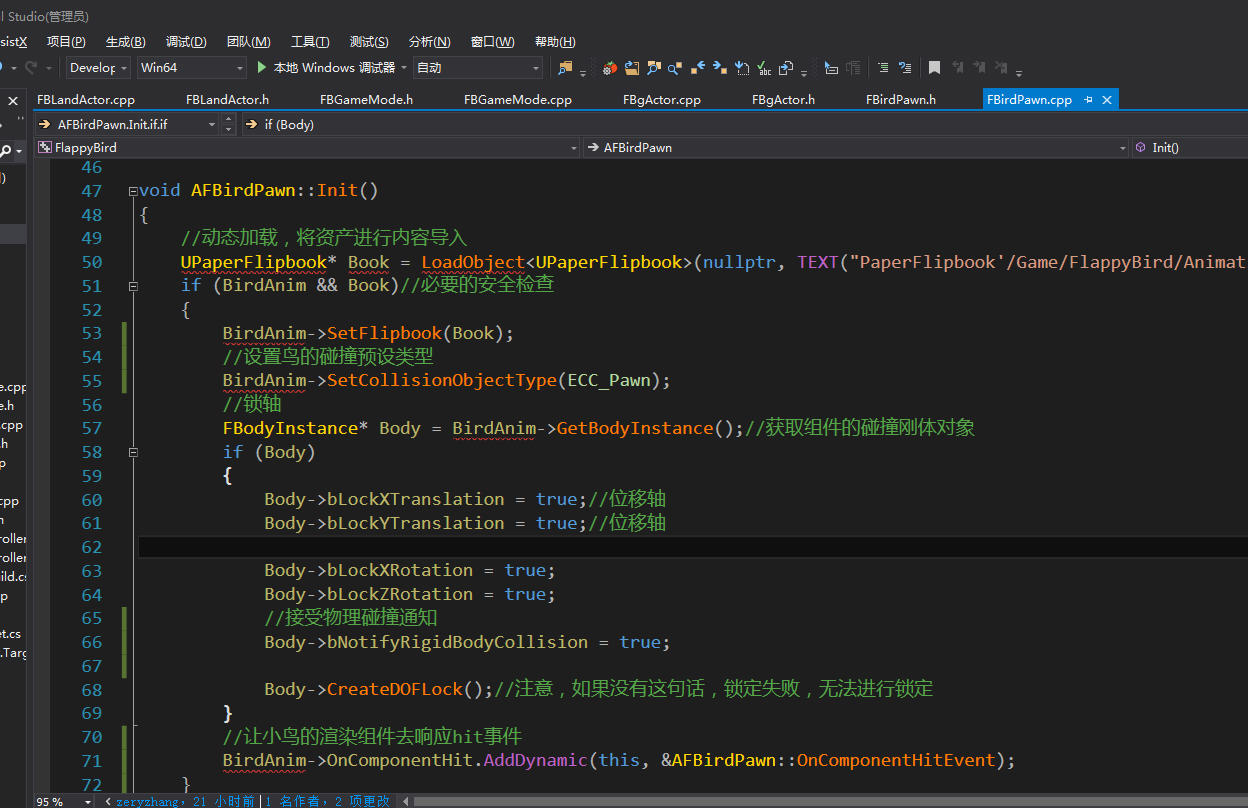 l Studio(管理员)
sistX 项目(P) 生成(B) 调试(D) 团队(M) 工具(T) 测试(S) 分析(N) 窗口(W) 帮助(H)
Develop Win64 本地 Windows 调试器 自动
FBLandActor.cpp FBLandActor.h FBGameMode.h FBGameMode.cpp FBgActor.cpp FBgActor.h FBirdPawn.h FBirdPawn.cpp
AFBirdPawn.Init.if.if if (Body)
FlappyBird AFBirdPawn Init()
46
47 void AFBirdPawn::Init()
48 {
49 //动态加载，将资产进行内容导入
50 UPaperFlipbook* Book = LoadObject<UPaperFlipbook>(nullptr, TEXT("PaperFlipbook'/Game/FlappyBird/Animat
51 if (BirdAnim && Book)//必要的安全检查
52 {
53 BirdAnim->SetFlipbook(Book);
54 //设置鸟的碰撞预设类型
55 BirdAnim->SetCollisionObjectType(ECC_Pawn);
56 //锁轴
57 FBodyInstance* Body = BirdAnim->GetBodyInstance();//获取组件的碰撞刚体对象
58 if (Body)
59 {
60 Body->bLockXTranslation = true;//位移轴
61 Body->bLockYTranslation = true;//位移轴
62
63 Body->bLockXRotation = true;
64 Body->bLockZRotation = true;
65 //接受物理碰撞通知
66 Body->bNotifyRigidBodyCollision = true;
67
68 Body->CreateDOFLock();//注意，如果没有这句话，锁定失败，无法进行锁定
69 }
70 //让小鸟的渲染组件去响应hit事件
71 BirdAnim->OnComponentHit.AddDynamic(this, &AFBirdPawn::OnComponentHitEvent);
72 }
e.cpp
e.h
.cpp
.h
p
cpp
n
roller
roller
ild.cs
p
et.cs
.Targ
95 % zeryzhang，21 小时前 | 1 名作者，2 项更改